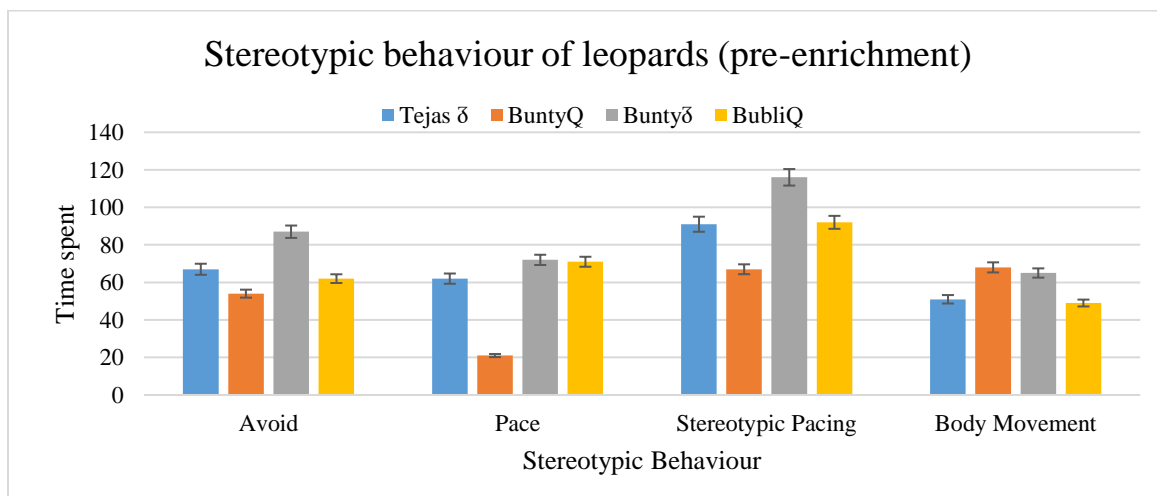 Stereotypic behaviour of leopards (pre-enrichment)
Tejas ♂ BuntyQ Bunty♂ BubliQ
140
120
100
80
60
40
20
0
Time spent
Avoid Pace Stereotypic Pacing Body Movement
Stereotypic Behaviour